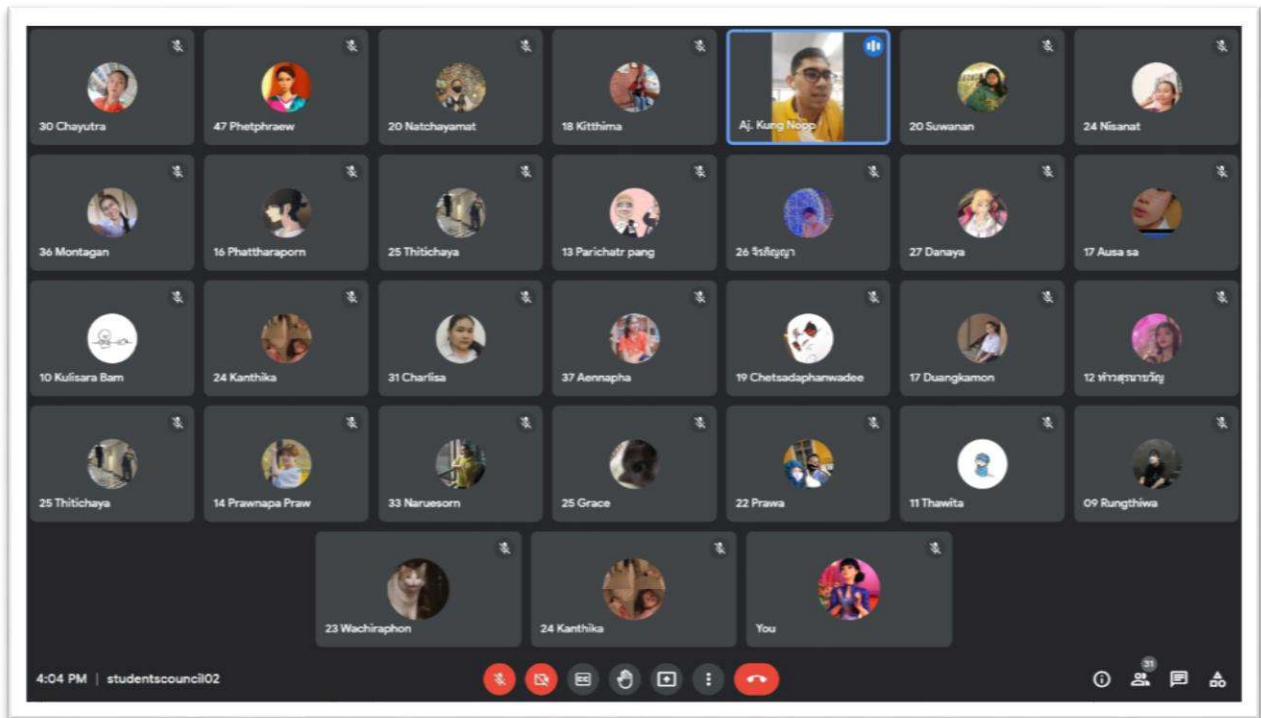 30 Chayutra
47 Phetphraew
20 Natchayamat
18 Kitthima
Aj. Kung Nopp
20 Suwanan
24 Nisanat
36 Montagan
16 Phattharaporn
25 Thitichaya
13 Parichatr pang
26 จิรภิญญา
27 Danaya
17 Ausa sa
10 Kulisara Bam
24 Kanthika
31 Charlisa
37 Aennapha
19 Chetsadaphanwadee
17 Duangkamon
12 ท้าวสุรนายขวัญ
25 Thitichaya
14 Prawnapa Praw
33 Naruesorn
25 Grace
22 Prawa
11 Thawita
09 Rungthiwa
23 Wachiraphon
24 Kanthika
You
4:04 PM | studentscouncil02
31